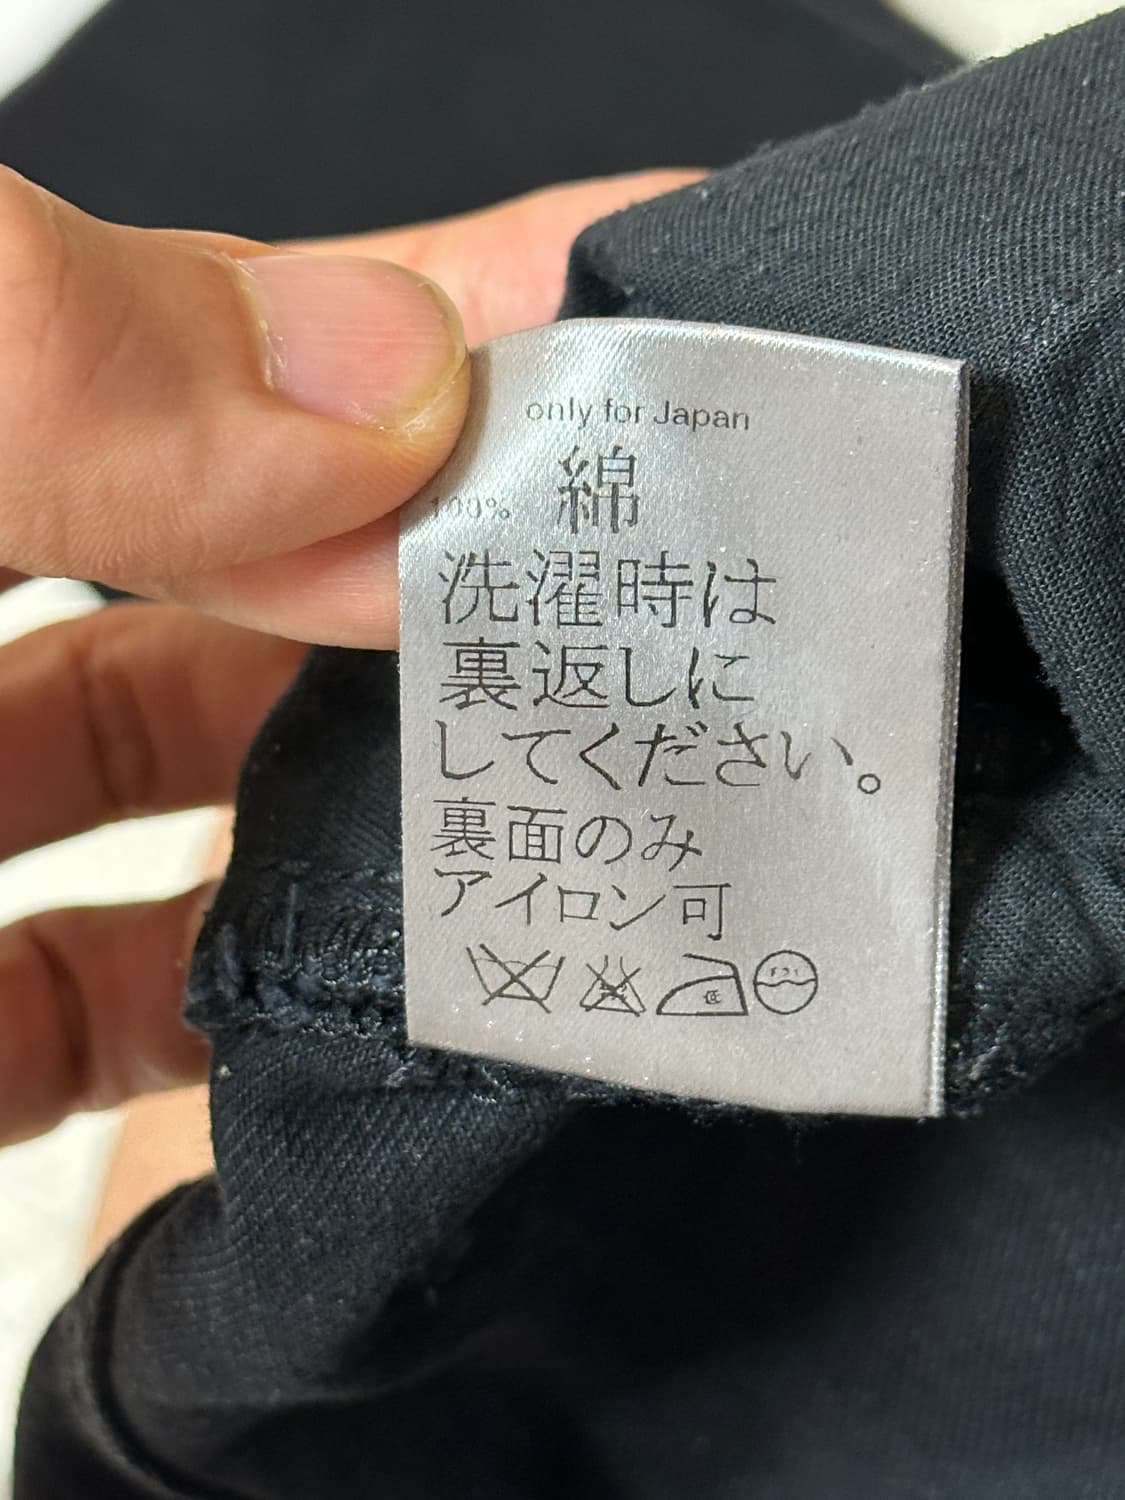 only for Japan
100% 綿
洗濯時は
裏返しに
してください。
裏面のみ
アイロン可